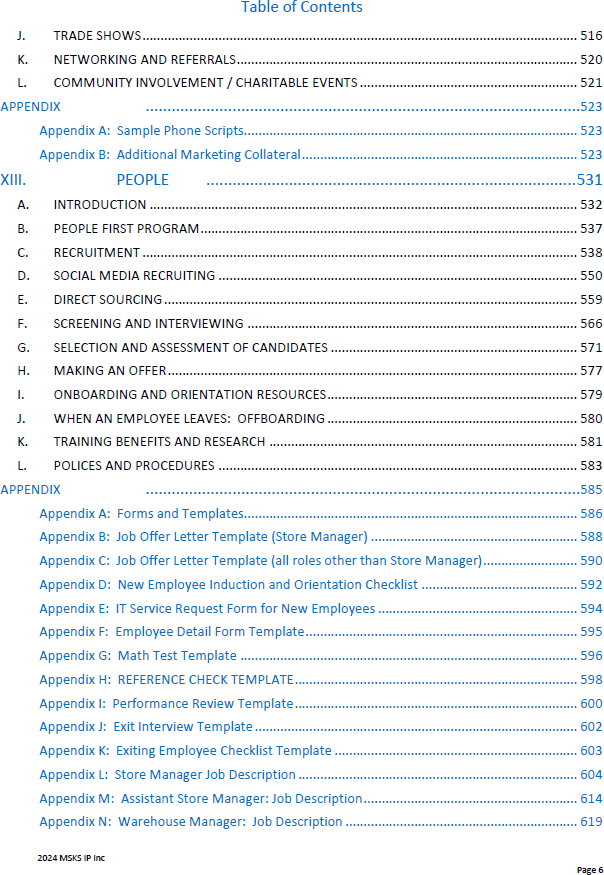 Table of Contents
J. TRADE SHOWS 516
K. NETWORKING AND REFERRALS 520
L. COMMUNITY INVOLVEMENT / CHARITABLE EVENTS 521
APPENDIX 523
Appendix A: Sample Phone Scripts 523
Appendix B: Additional Marketing Collateral 523
XIII. PEOPLE 531
A. INTRODUCTION 532
B. PEOPLE FIRST PROGRAM 537
C. RECRUITMENT 538
D. SOCIAL MEDIA RECRUITING 550
E. DIRECT SOURCING 559
F. SCREENING AND INTERVIEWING 566
G. SELECTION AND ASSESSMENT OF CANDIDATES 571
H. MAKING AN OFFER 577
I. ONBOARDING AND ORIENTATION RESOURCES 579
J. WHEN AN EMPLOYEE LEAVES: OFFBOARDING 580
K. TRAINING BENEFITS AND RESEARCH 581
L. POLICES AND PROCEDURES 583
APPENDIX 585
Appendix A: Forms and Templates 586
Appendix B: Job Offer Letter Template (Store Manager) 588
Appendix C: Job Offer Letter Template (all roles other than Store Manager) 590
Appendix D: New Employee Induction and Orientation Checklist 592
Appendix E: IT Service Request Form for New Employees 594
Appendix F: Employee Detail Form Template 595
Appendix G: Math Test Template 596
Appendix H: REFERENCE CHECK TEMPLATE 598
Appendix I: Performance Review Template 600
Appendix J: Exit Interview Template 602
Appendix K: Exiting Employee Checklist Template 603
Appendix L: Store Manager Job Description 604
Appendix M: Assistant Store Manager: Job Description 614
Appendix N: Warehouse Manager: Job Description 619
2024 MSKS IP Inc
Page 6